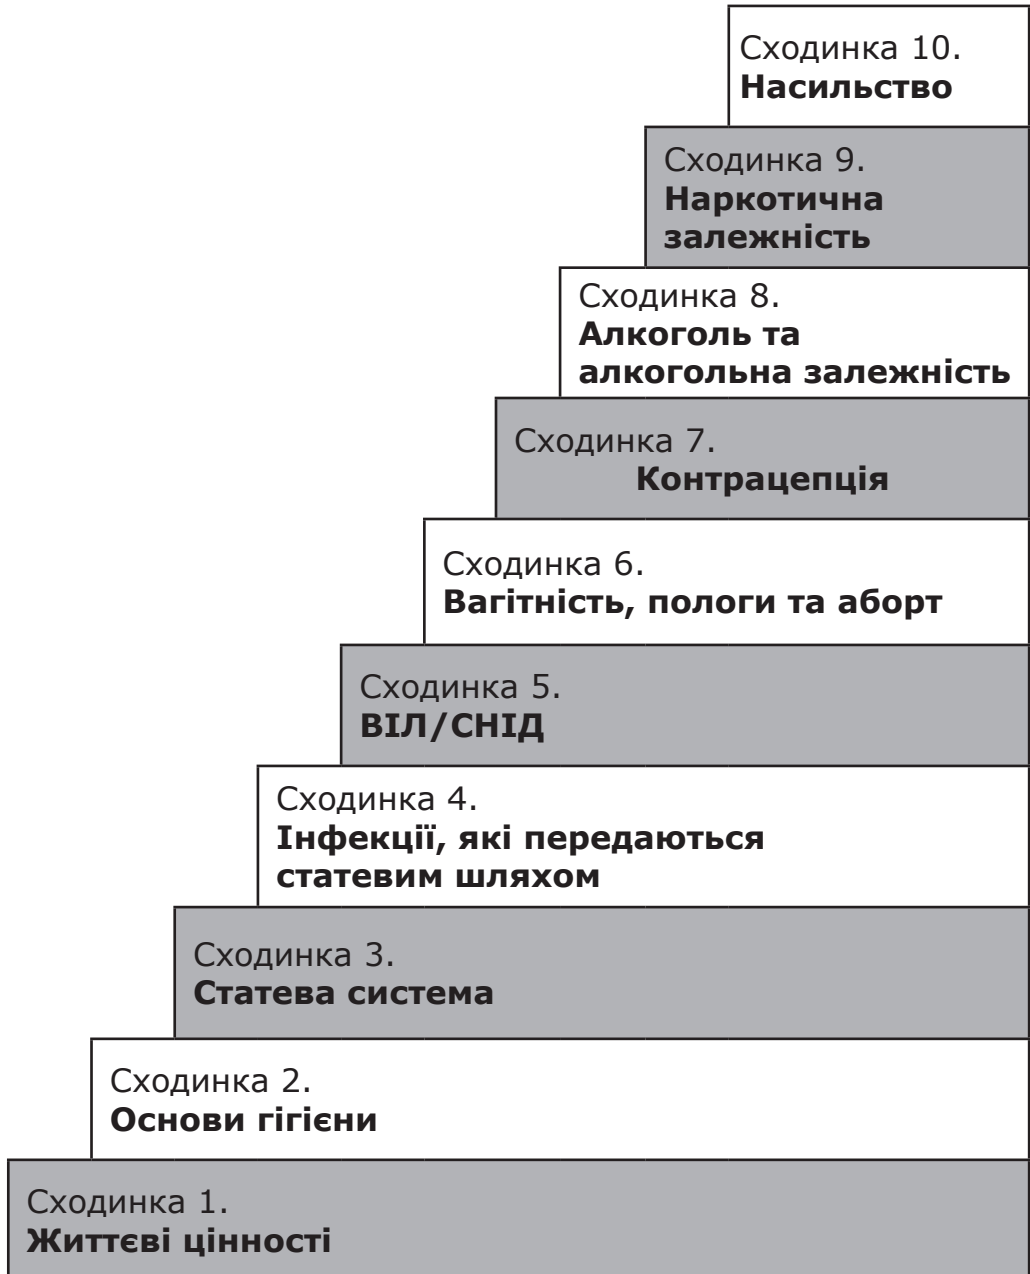 Сходинка 10.
Насильство
Сходинка 9.
Наркотична
залежність
Сходинка 8.
Алкоголь та
алкогольна залежність
Сходинка 7.
Контрацепція
Сходинка 6.
Вагітність, пологи та аборт
Сходинка 5.
ВІЛ/СНІД
Сходинка 4.
Інфекції, які передаються
статевим шляхом
Сходинка 3.
Статева система
Сходинка 2.
Основи гігієни
Сходинка 1.
Життєві цінності